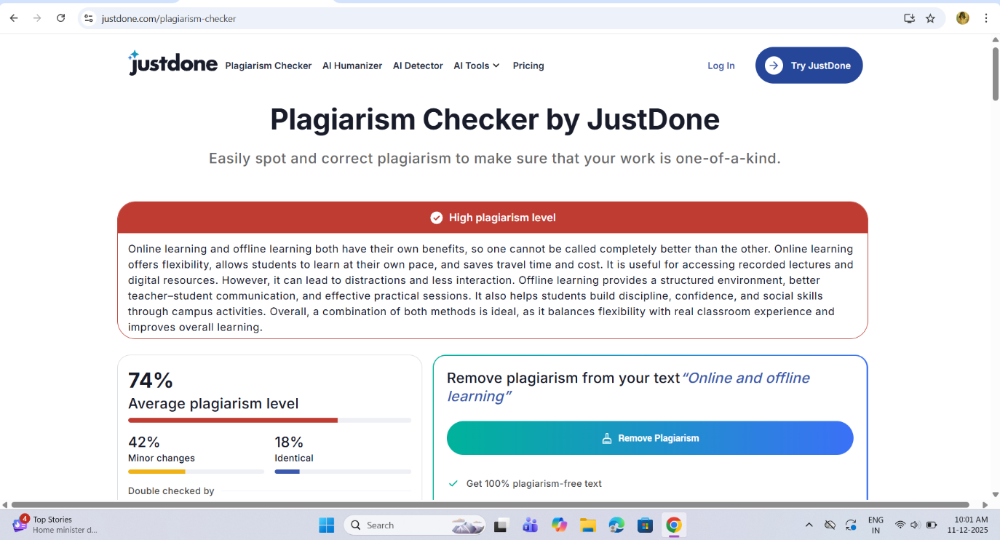 justdone.com/plagiarism-checker
justdone Plagiarism Checker AI Humanizer AI Detector AI Tools Pricing Log In Try JustDone
Plagiarism Checker by JustDone
Easily spot and correct plagiarism to make sure that your work is one-of-a-kind.
High plagiarism level
Online learning and offline learning both have their own benefits, so one cannot be called completely better than the other. Online learning
offers flexibility, allows students to learn at their own pace, and saves travel time and cost. It is useful for accessing recorded lectures and
digital resources. However, it can lead to distractions and less interaction. Offline learning provides a structured environment, better
teacher–student communication, and effective practical sessions. It also helps students build discipline, confidence, and social skills
through campus activities. Overall, a combination of both methods is ideal, as it balances flexibility with real classroom experience and
improves overall learning.
74%
Average plagiarism level
42% 18%
Minor changes Identical
Double checked by
Remove plagiarism from your text “Online and offline
learning”
Remove Plagiarism
Get 100% plagiarism-free text
4
Top Stories
Home minister d...
Search
ENG
IN
10:01 AM
11-12-2025